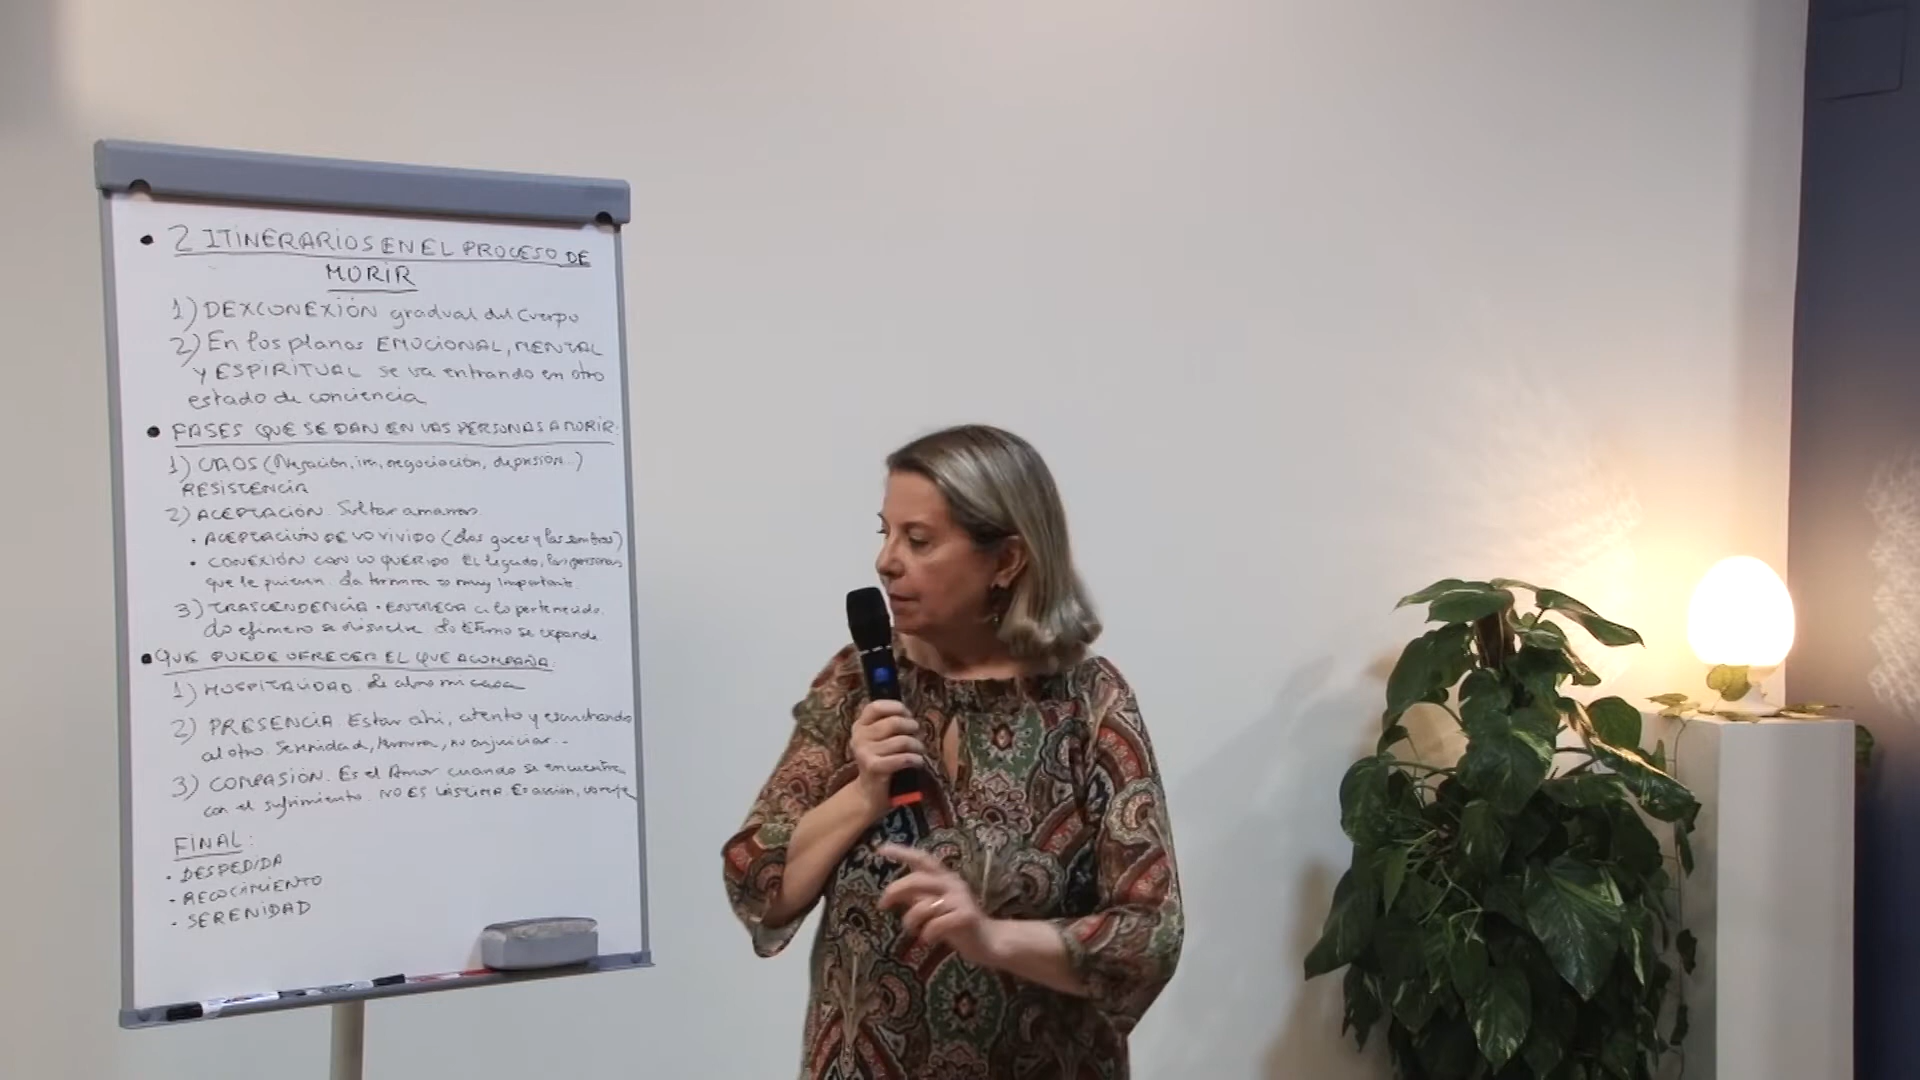 • 2 ITINERARIOS EN EL PROCESO DE
MORIR
1) DEXCONEXIÓN gradual del cuerpo
2) En los planos EMOCIONAL, MENTAL
Y ESPIRITUAL se va entrando en otro
estado de conciencia
• FASES QUE SE DAN EN LAS PERSONAS A MORIR:
1) CAOS (Negación, ira, negociación, depresión..)
RESISTENCIA
2) ACEPTACIÓN. Soltar amarras
• ACEPTACIÓN DE LO VIVIDO (Los goces y las sombras)
• CONEXIÓN CON LO QUERIDO El legado, las personas
que le quieren. La ternura es muy importante.
3) TRASCENDENCIA • ENTREGA a lo pertenecido.
Lo efímero se disuelve Lo Eterno se expande
• QUE PUEDE OFRECER EL QUE ACOMPAÑA
1) HOSPITALIDAD. Le abro mi casa
2) PRESENCIA. Estar ahí, atento y escuchando
al otro. Serenidad, ternura, no enjuiciar...
3) COMPASIÓN. Es el Amor cuando se encuentra
con el sufrimiento. NO ES LÁSTIMA. Es acción,
FINAL:
• DESPEDIDA
• RECOCIMIENTO
• SERENIDAD